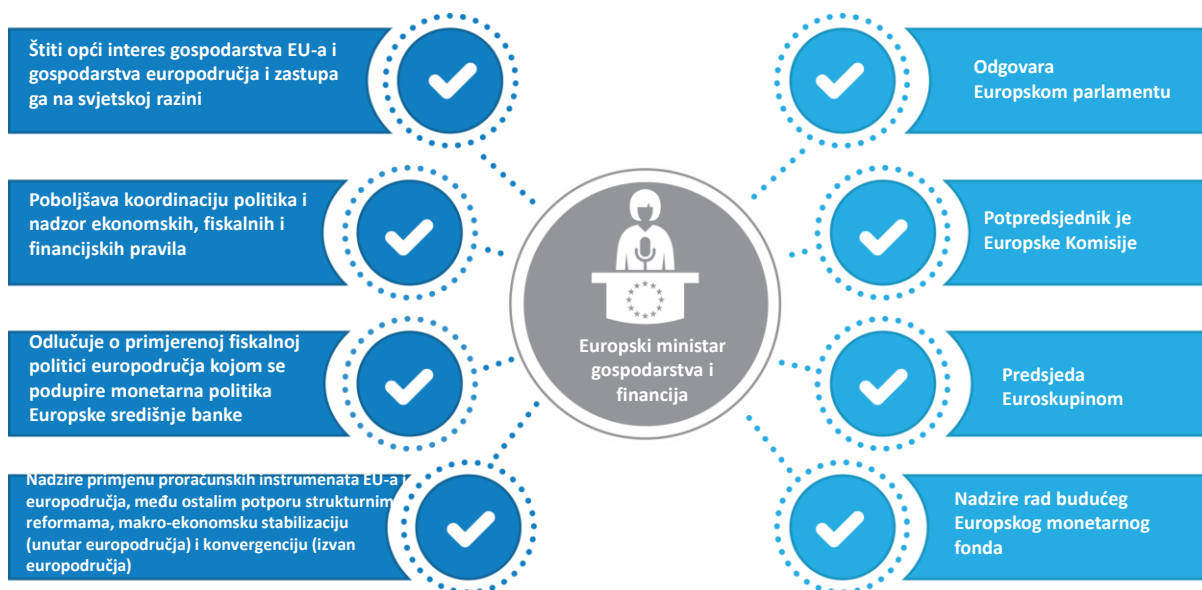 Štiti opći interes gospodarstva EU-a i
gospodarstva europodručja i zastupa
ga na svjetskoj razini
Poboljšava koordinaciju politika i
nadzor ekonomskih, fiskalnih i
financijskih pravila
Odlučuje o primjerenoj fiskalnoj
politici europodručja kojom se
podupire monetarna politika
Europske središnje banke
Nadzire primjenu proračunskih instrumenata EU-a i
europodručja, među ostalim potporu strukturnim
reformama, makro-ekonomsku stabilizaciju
(unutar europodručja) i konvergenciju (izvan
europodručja)
Europski ministar
gospodarstva i
financija
Odgovara
Europskom parlamentu
Potpredsjednik je
Europske Komisije
Predsjeda
Euroskupinom
Nadzire rad budućeg
Europskog monetarnog
fonda